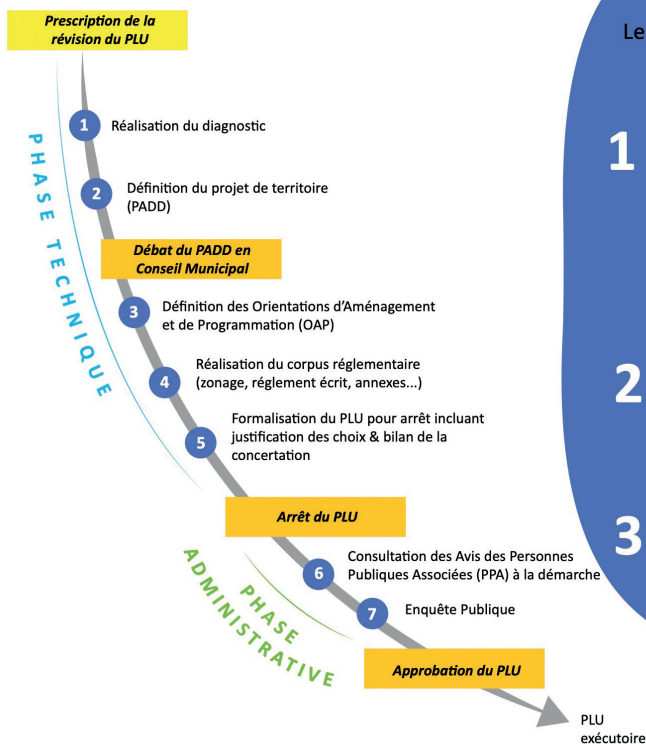 Prescription de la
révision du PLU
Le
1
Réalisation du diagnostic
1
2
Définition du projet de territoire
(PADD)
PHASE TECHNIQUE
Débat du PADD en
Conseil Municipal
3
Définition des Orientations d'Aménagement
et de Programmation (OAP)
4
Réalisation du corpus réglementaire
(zonage, réglement écrit, annexes...)
2
5
Formalisation du PLU pour arrêt incluant
justification des choix & bilan de la
concertation
Arrêt du PLU
3
6
Consultation des Avis des Personnes
Publiques Associées (PPA) à la démarche
PHASE
ADMINISTRATIVE
7
Enquête Publique
Approbation du PLU
PLU
exécutoire